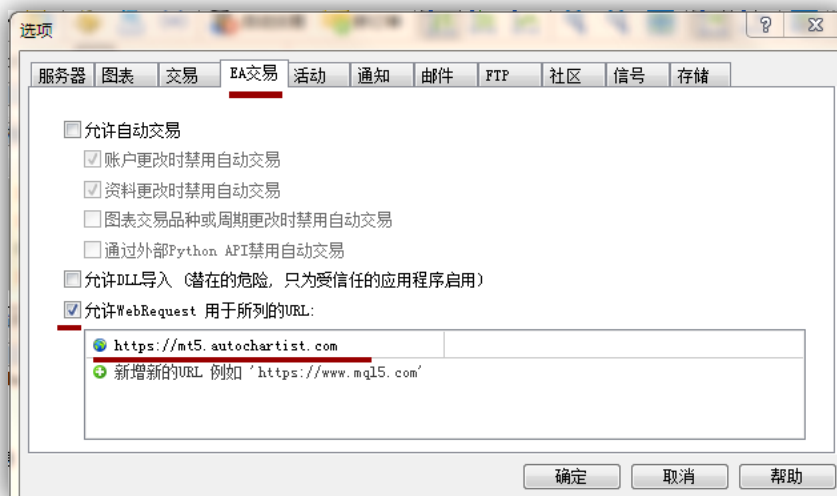 选项
服务器 图表 交易 EA交易 活动 通知 邮件 FTP 社区 信号 存储
允许自动交易
账户更改时禁用自动交易
资料更改时禁用自动交易
图表交易品种或周期更改时禁用自动交易
通过外部Python API禁用自动交易
允许DLL导入 (潜在的危险, 只为受信任的应用程序启用)
允许WebRequest 用于所列的URL:
https://mt5.autochartist.com
新增新的URL 例如 'https://www.mql5.com'
确定 取消 帮助